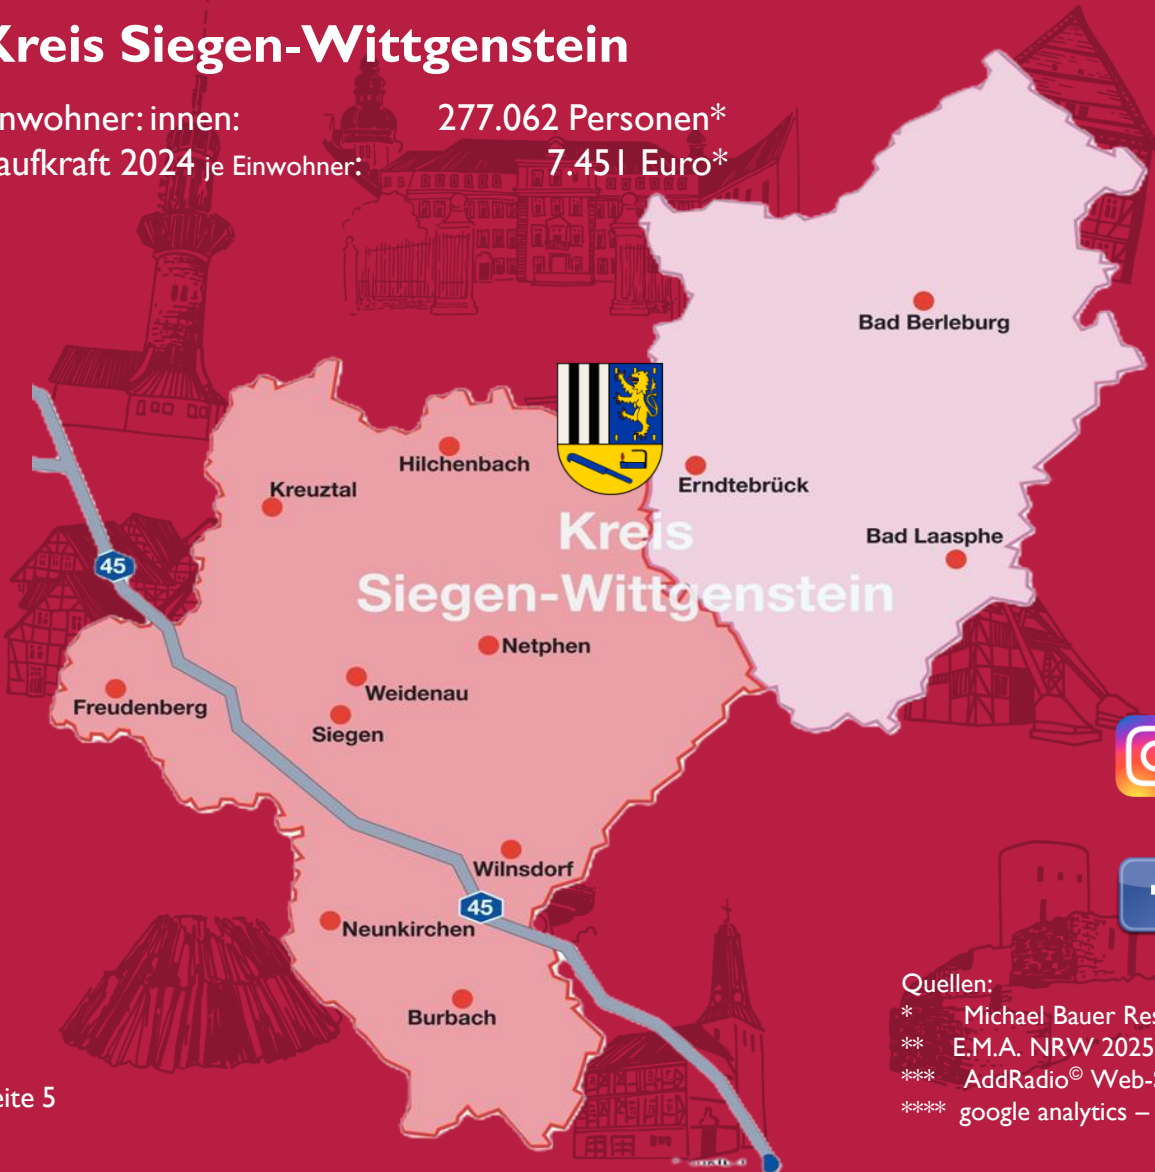 Kreis Siegen-Wittgenstein
inwohner: innen: 277.062 Personen*
aufkraft 2024 je Einwohner: 7.451 Euro*
Bad Berleburg
Hilchenbach
Kreuztal
Erndtebrück
Bad Laasphe
45
Kreis
Siegen-Wittgenstein
Netphen
Weidenau
Freudenberg
Siegen
Wilnsdorf
45
Neunkirchen
Burbach
Quellen:
* Michael Bauer Res
** E.M.A. NRW 2025
*** AddRadio© Web-S
**** google analytics –
eite 5